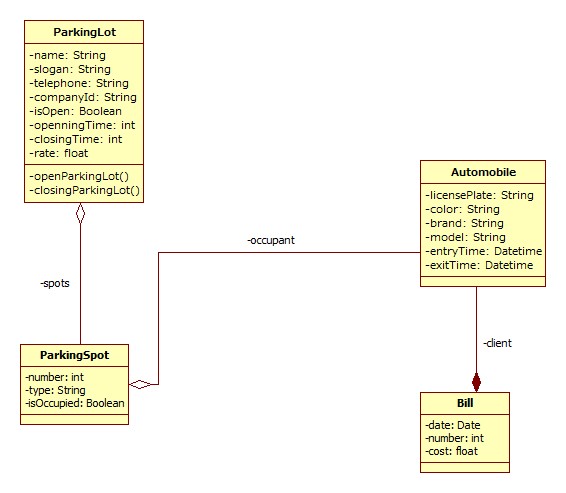 ParkingLot
-name: String
-slogan: String
-telephone: String
-companyId: String
-isOpen: Boolean
-openningTime: int
-closingTime: int
-rate: float
-openParkingLot()
-closingParkingLot()
Automobile
-licensePlate: String
-color: String
-brand: String
-model: String
-entryTime: Datetime
-exitTime: Datetime
-occupant
-spots
-client
ParkingSpot
-number: int
-type: String
-isOccupied: Boolean
Bill
-date: Date
-number: int
-cost: float